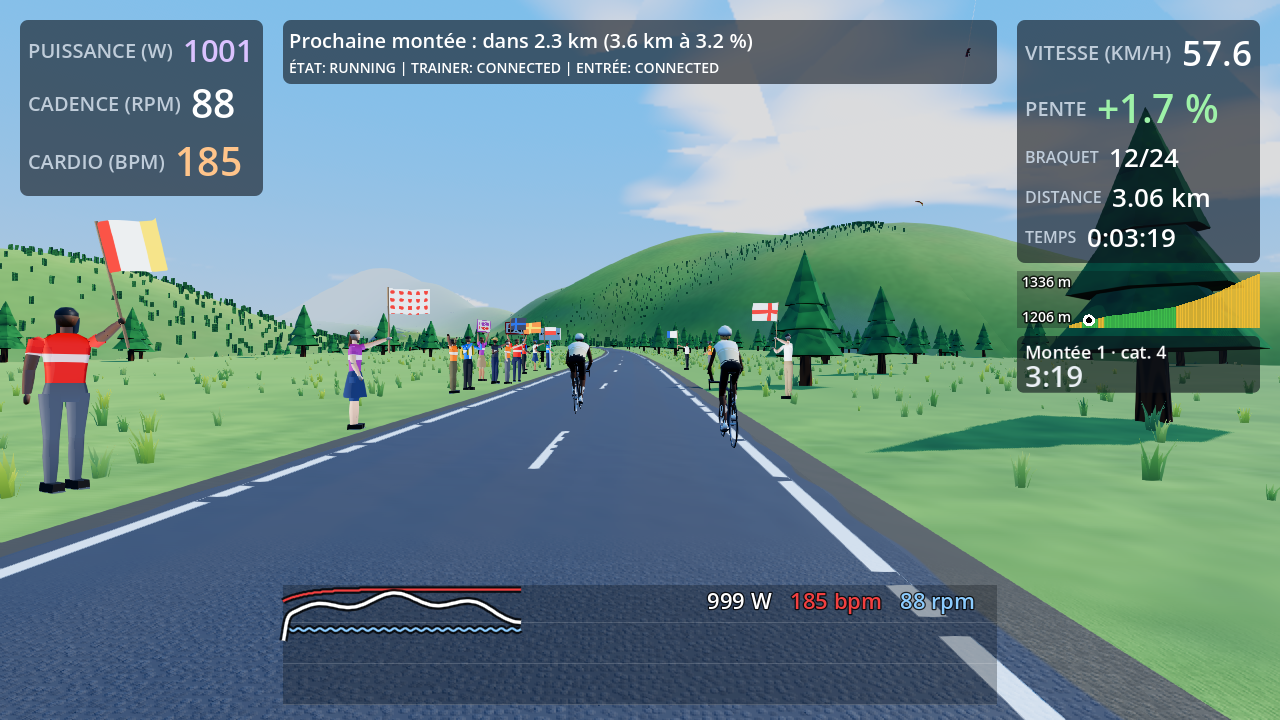 PUISSANCE (W) 1001
CADENCE (RPM) 88
CARDIO (BPM) 185
Prochaine montée : dans 2.3 km (3.6 km à 3.2 %)
ÉTAT: RUNNING | TRAINER: CONNECTED | ENTRÉE: CONNECTED
VITESSE (KM/H) 57.6
PENTE +1.7 %
BRAQUET 12/24
DISTANCE 3.06 km
TEMPS 0:03:19
1336 m
1206 m
Montée 1 · cat. 4
3:19
999 W 185 bpm 88 rpm